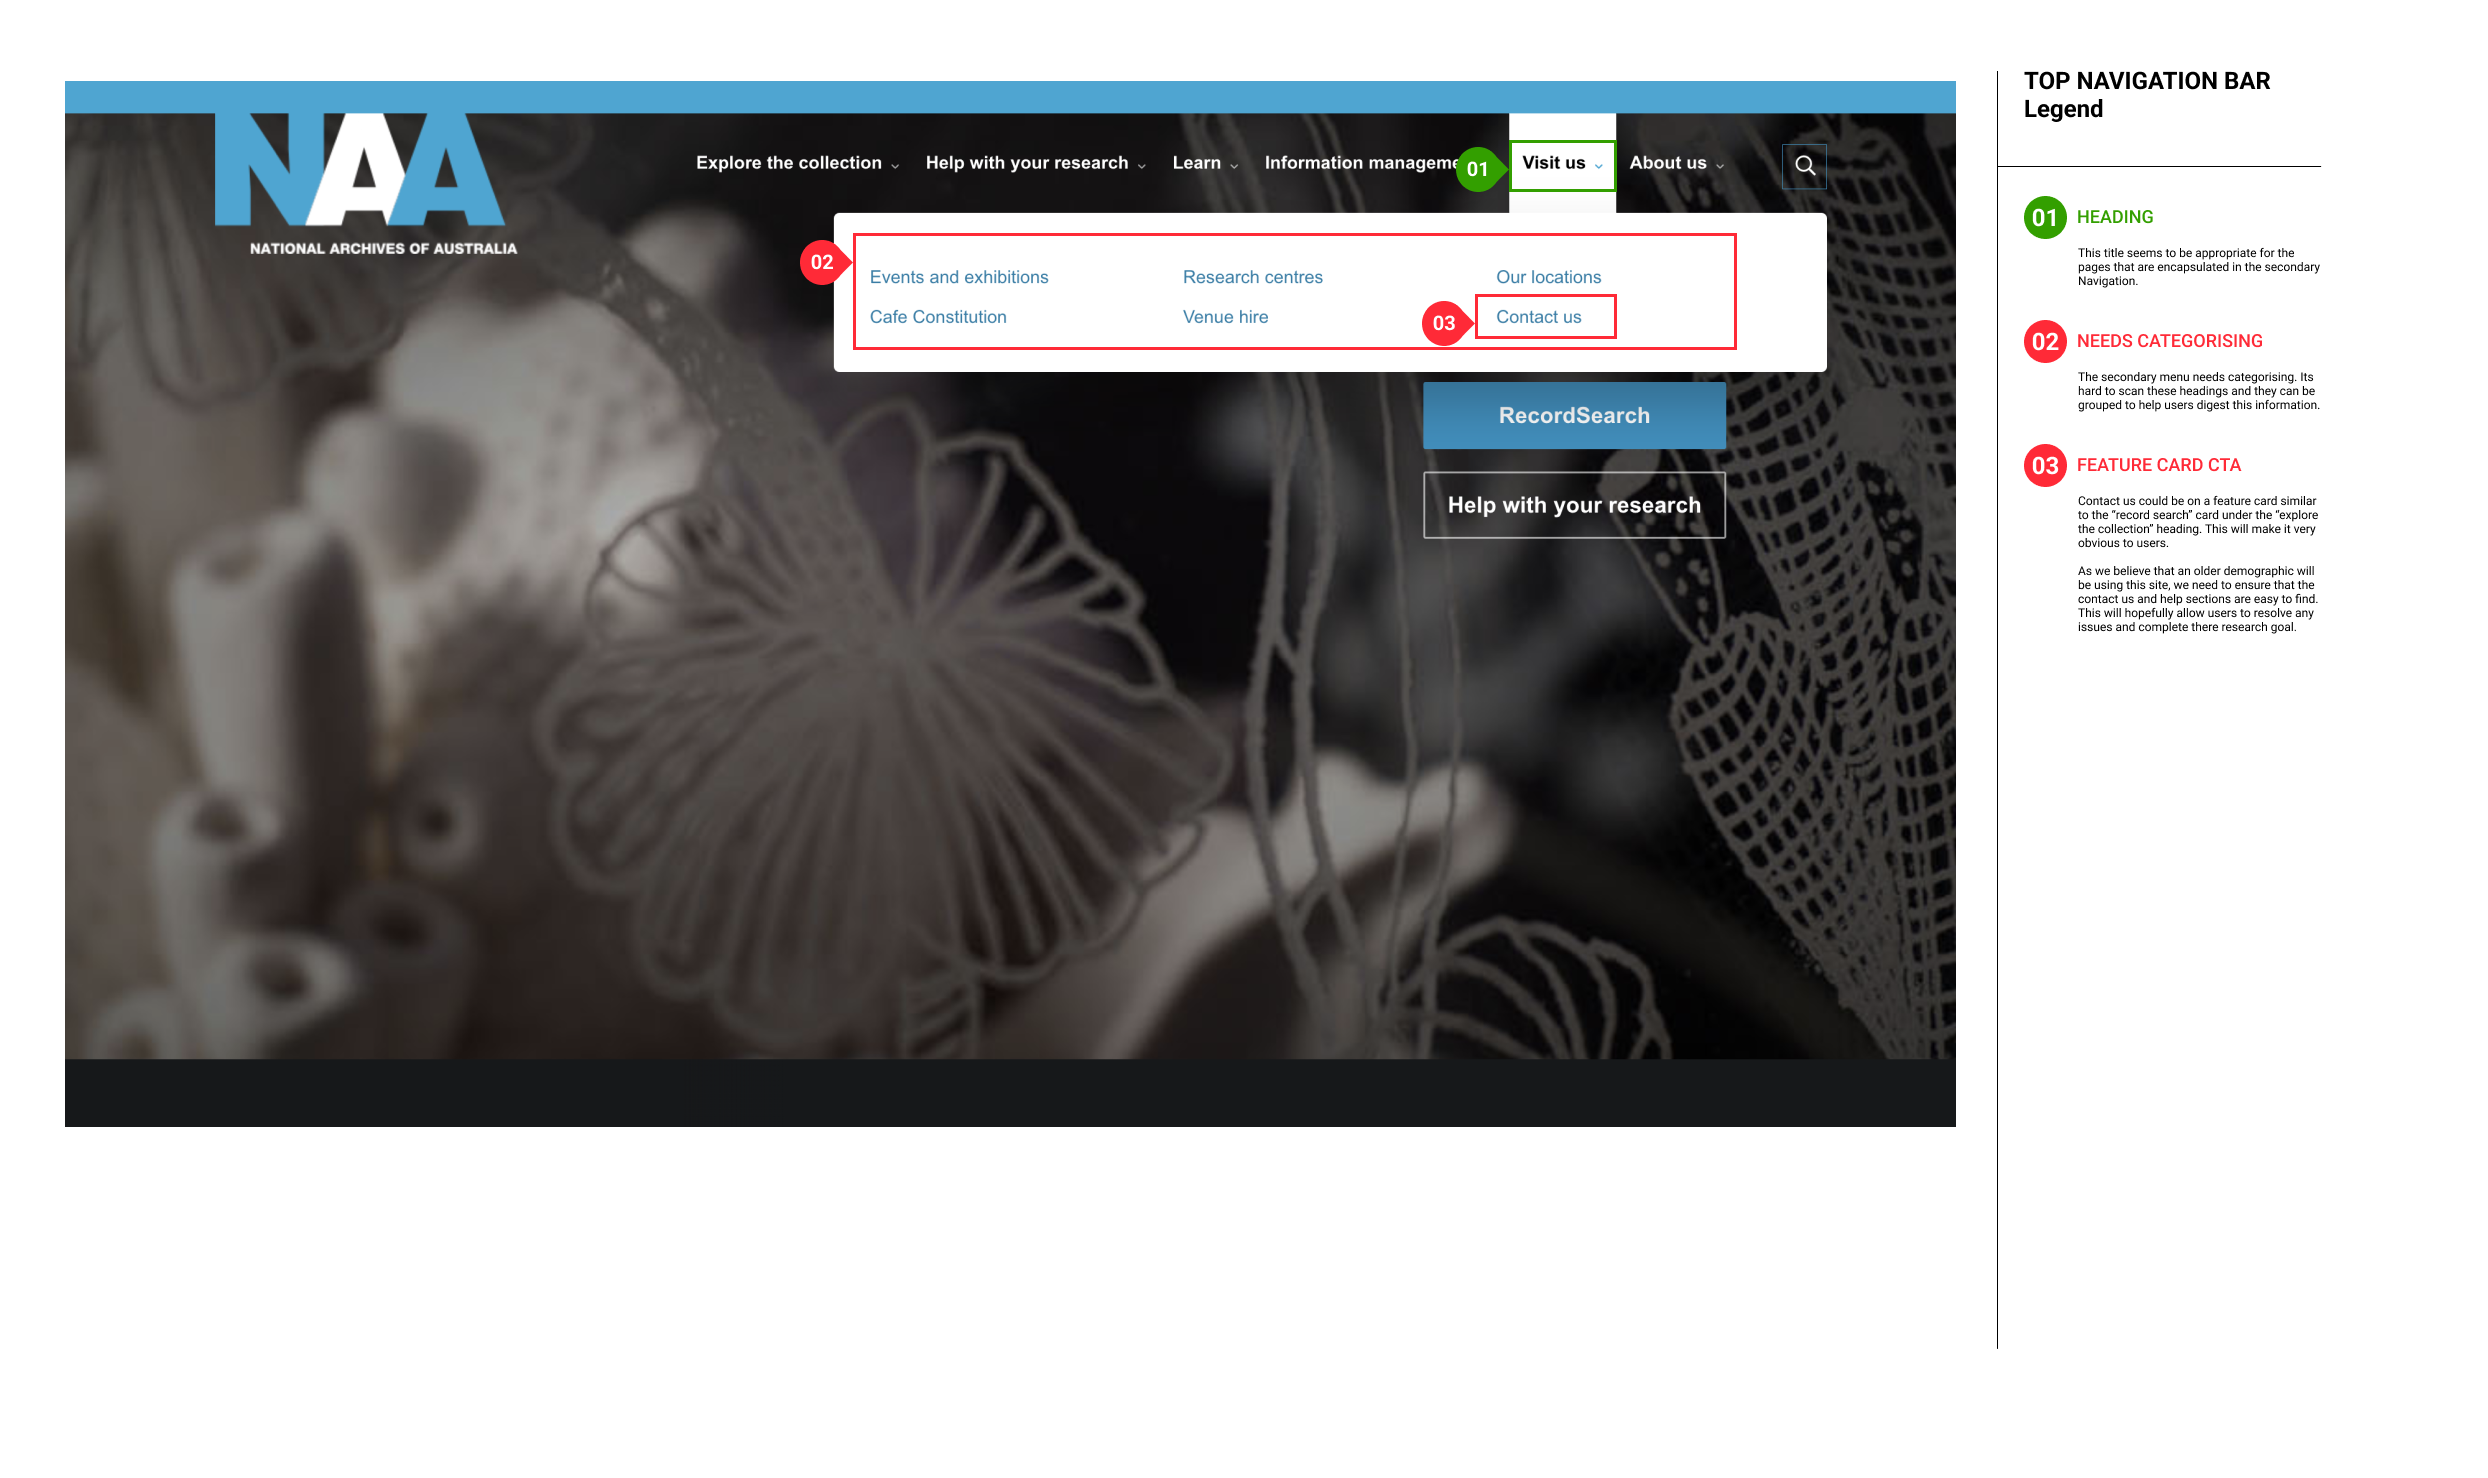 NAA
NATIONAL ARCHIVES OF AUSTRALIA
Explore the collection
Help with your research
Learn
Information manageme
01
Visit us
About us
02
Events and exhibitions
Research centres
Our locations
Cafe Constitution
Venue hire
03
Contact us
RecordSearch
Help with your research
TOP NAVIGATION BAR
Legend
01 HEADING
This title seems to be appropriate for the
pages that are encapsulated in the secondary
Navigation.
02 NEEDS CATEGORISING
The secondary menu needs categorising. Its
hard to scan these headings and they can be
grouped to help users digest this information.
03 FEATURE CARD CTA
Contact us could be on a feature card similar
to the “record search” card under the “explore
the collection” heading. This will make it very
obvious to users.
As we believe that an older demographic will
be using this site, we need to ensure that the
contact us and help sections are easy to find.
This will hopefully allow users to resolve any
issues and complete there research goal.